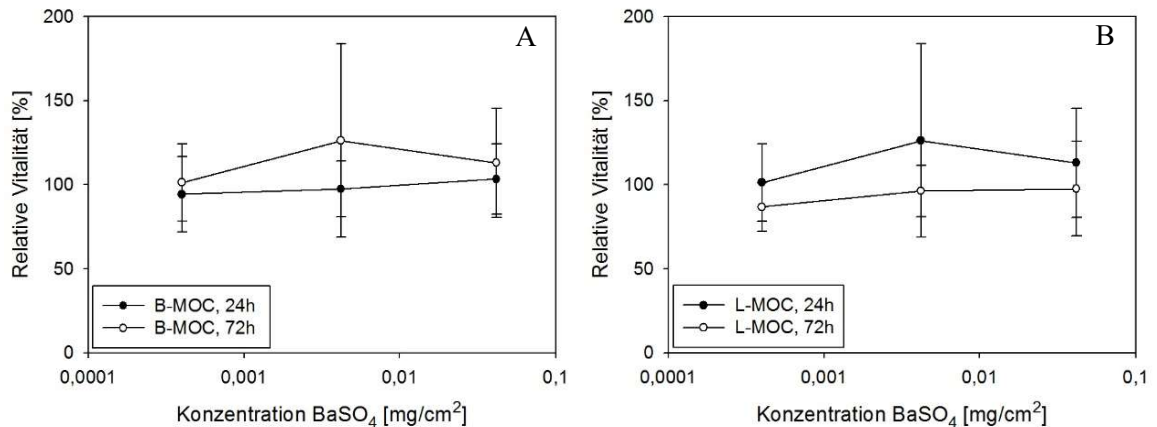 A
200
150
100
50
0
Relative Vitalität [%]
B-MOC, 24h
B-MOC, 72h
0,0001
0,001
0,01
0,1
Konzentration BaSO₄ [mg/cm²]
B
200
150
100
50
0
Relative Vitalität [%]
L-MOC, 24h
L-MOC, 72h
0,0001
0,001
0,01
0,1
Konzentration BaSO₄ [mg/cm²]